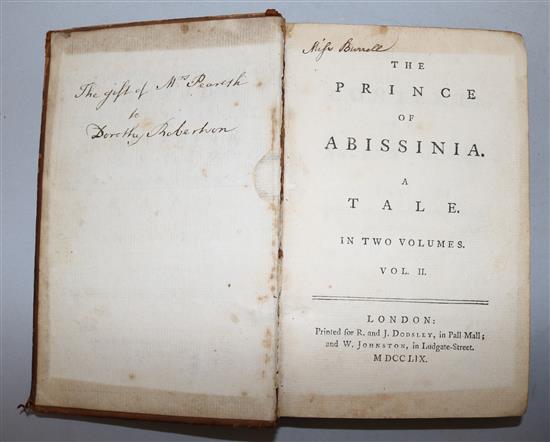 The gift of Mrs Peareth
to
Dorothy Robertson
Miss Burrell
THE
PRINCE
OF
ABISSINIA.
A
TALE.
IN TWO VOLUMES.
VOL. II.
LONDON:
Printed for R. and J. DODSLEY, in Pall Mall;
and W. JOHNSTON, in Ludgate-Street.
MDCCLIX.